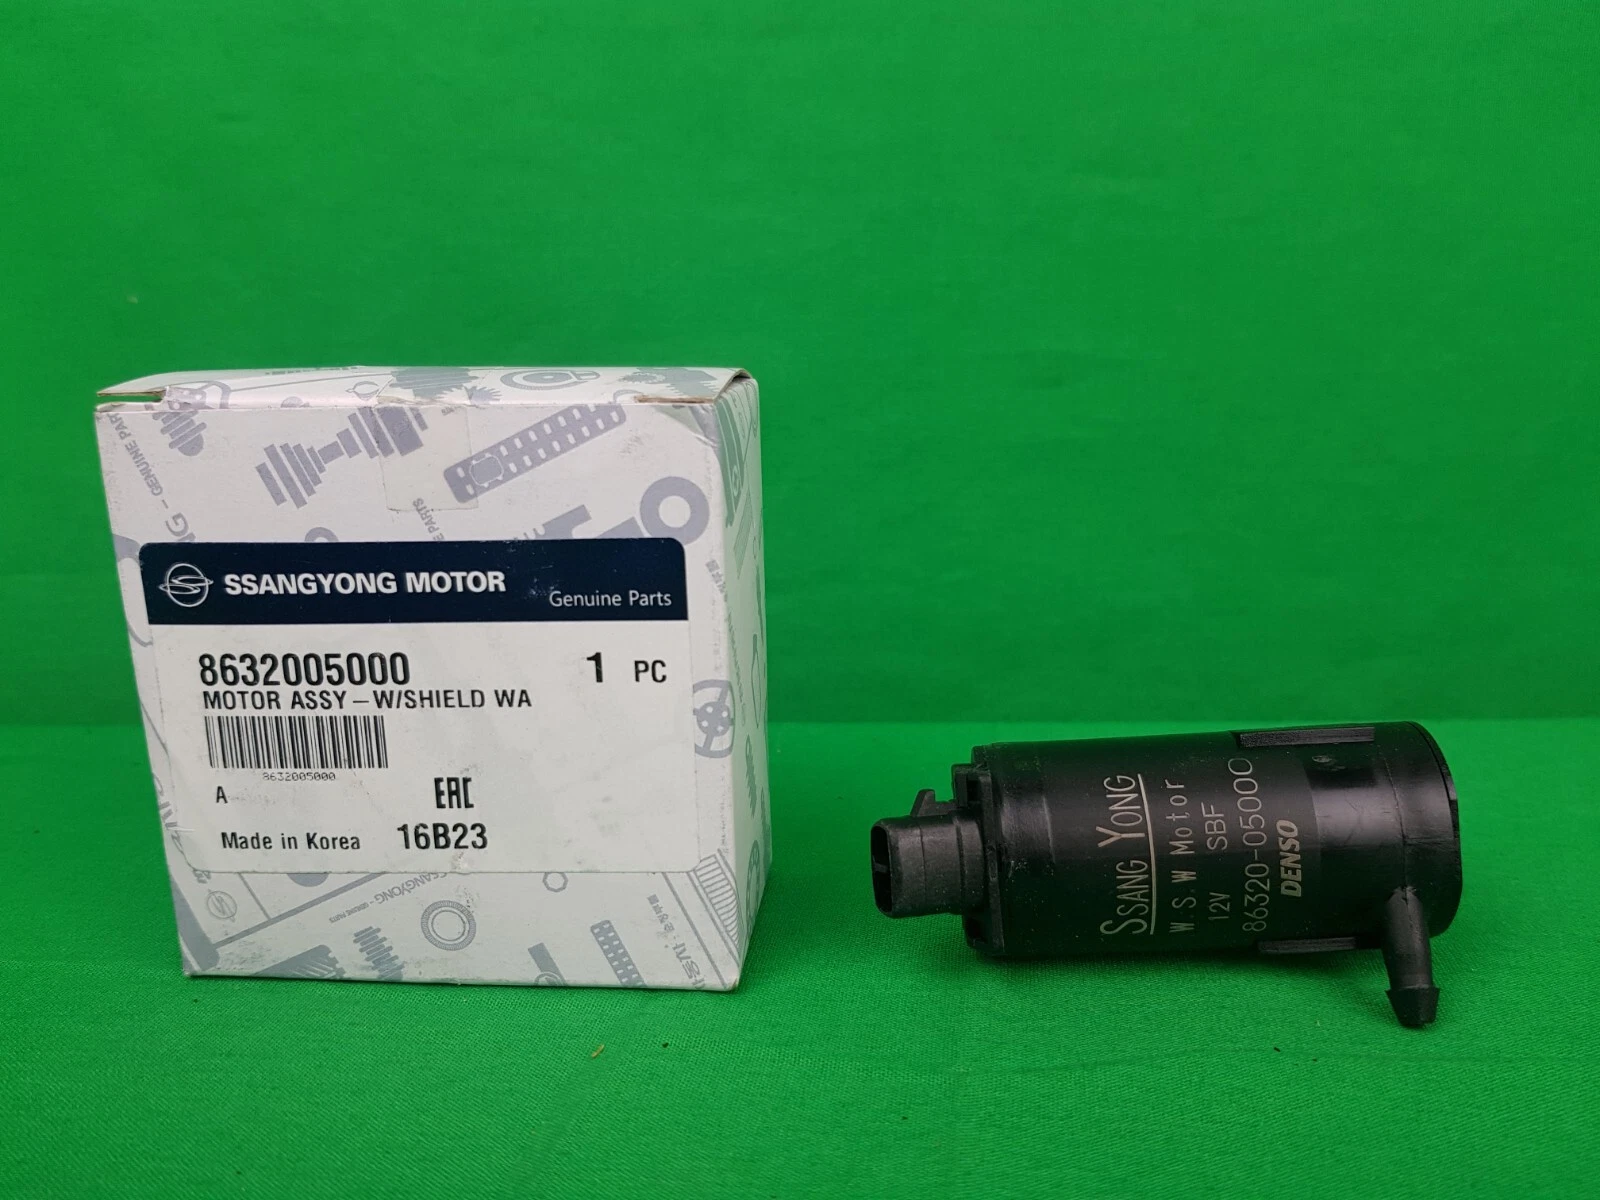 SSANGYONG MOTOR
Genuine Parts
8632005000
1 PC
MOTOR ASSY - W/SHIELD WA
8632005000
A
EAC
Made in Korea
16B23
SSANG YONG
W.S.W Motor
12V SBF
86320-05000
DENSO